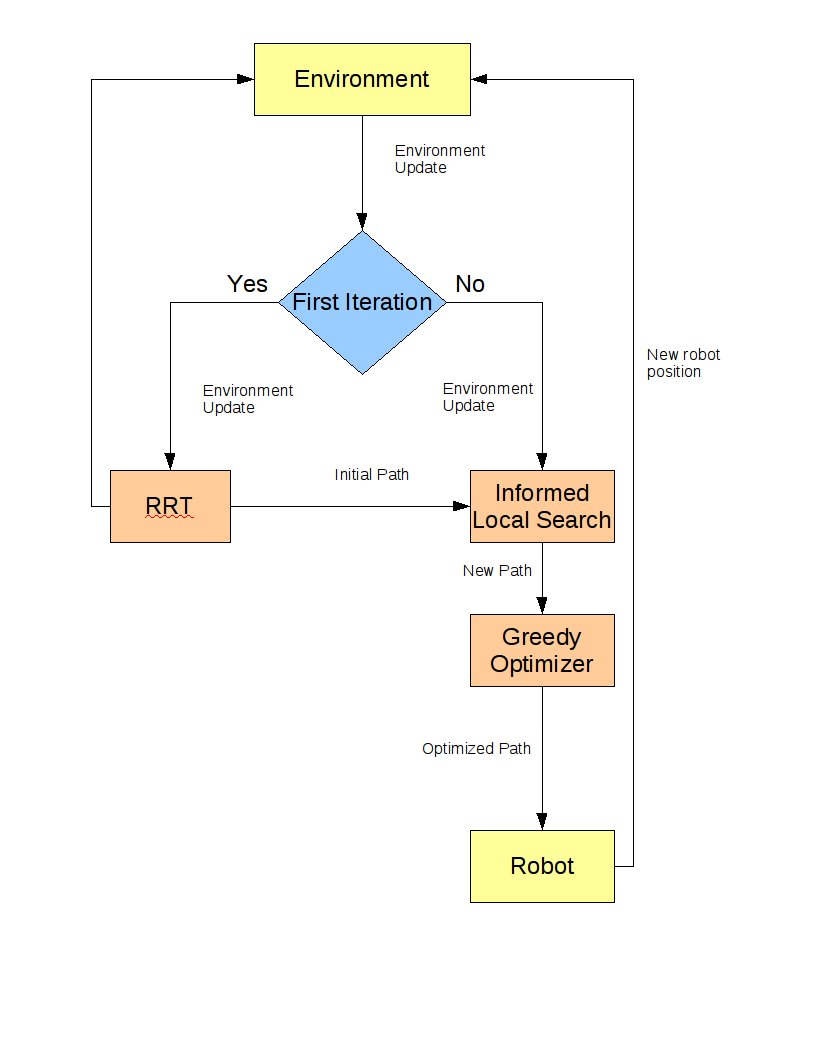 Environment
Environment
Update
Yes
No
First Iteration
New robot
position
Environment
Update
Environment
Update
Initial Path
RRT
Informed
Local Search
New Path
Greedy
Optimizer
Optimized Path
Robot